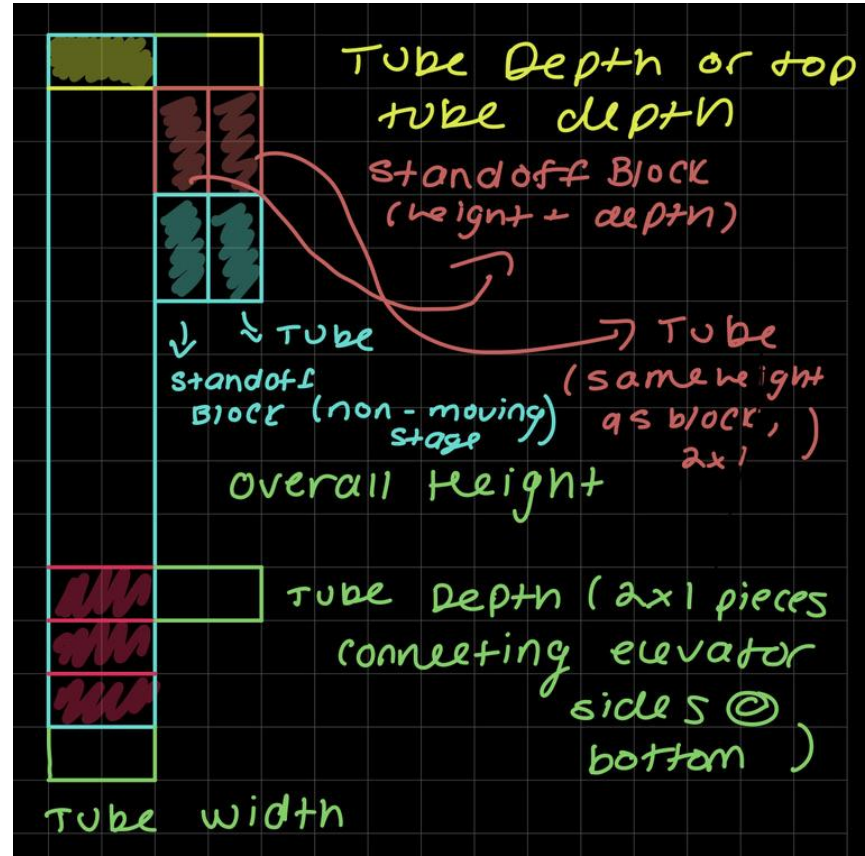 TUBE Depth or top
tube depth
Standoff Block
(height + depth)
TUBE
(same height
as block,
2x1)
TUBE
Standoff
Block (non-moving
stage)
overall Height
TUBE Depth (2x1 pieces
connecting elevator
sides @
bottom)
TUBE width